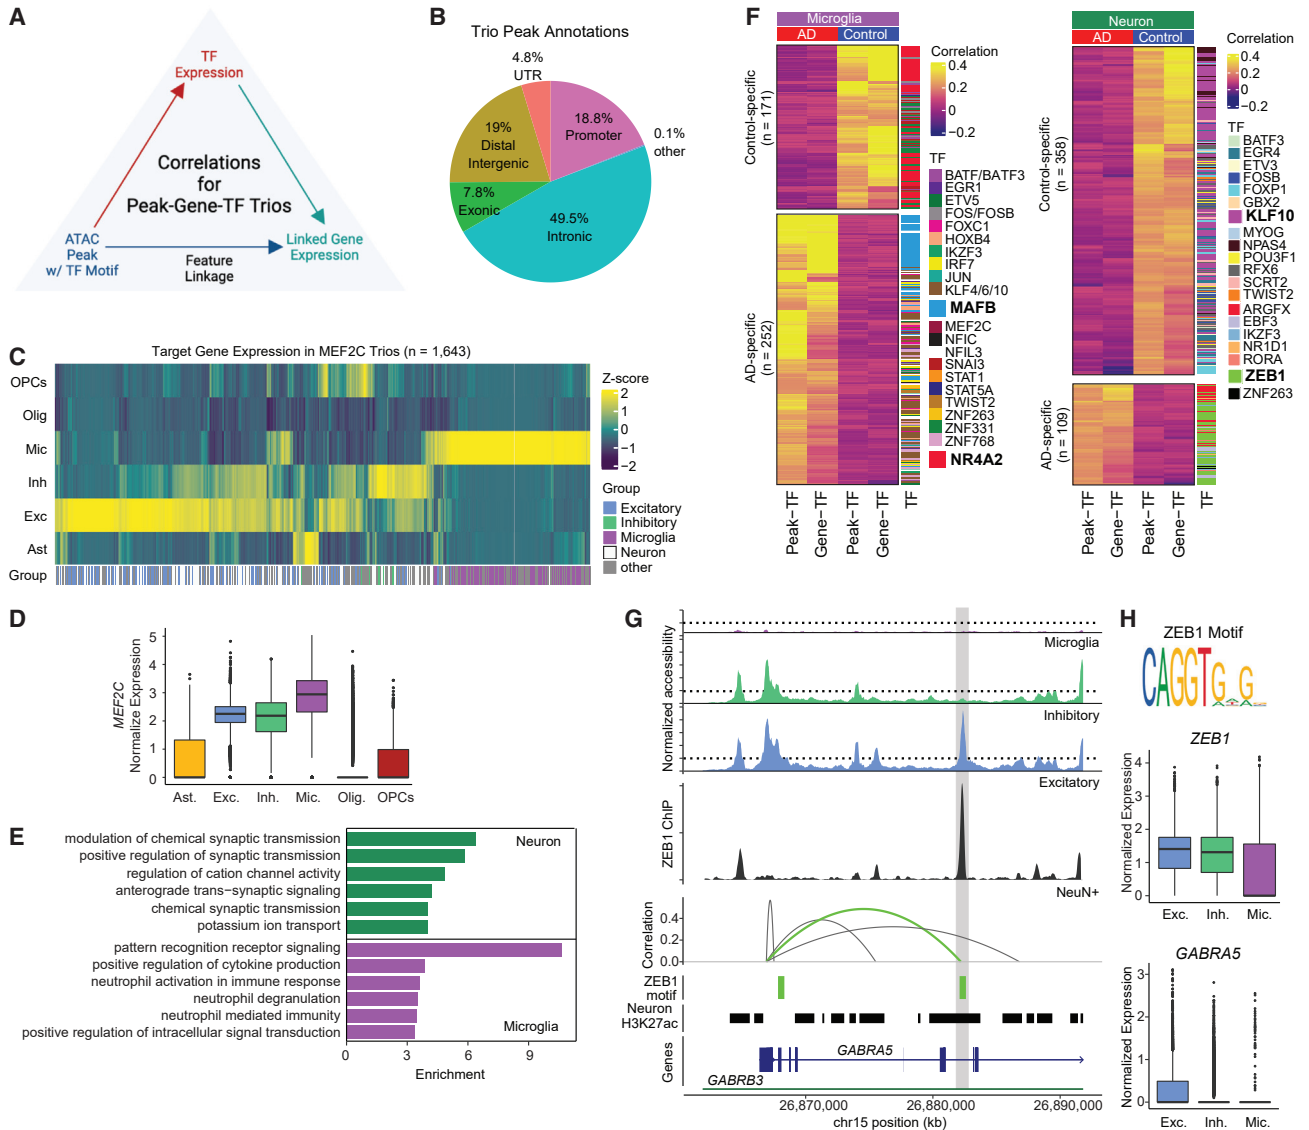 A
TF
Expression
Correlations
for
Peak-Gene-TF Trios
ATAC
Peak
w/ TF Motif
Feature
Linkage
Linked Gene
Expression
B
Trio Peak Annotations
4.8%
UTR
18.8%
Promoter
0.1%
other
19%
Distal
Intergenic
7.8%
Exonic
49.5%
Intronic
C
Target Gene Expression in MEF2C Trios (n = 1,643)
OPCs
Olig
Mic
Inh
Exc
Ast
Group
Z-score
2
1
0
−1
−2
Group
Excitatory
Inhibitory
Microglia
Neuron
other
D
MEF2C
Normalize Expression
5
4
3
2
1
0
Ast.
Exc.
Inh.
Mic.
Olig.
OPCs
E
modulation of chemical synaptic transmission
positive regulation of synaptic transmission
regulation of cation channel activity
anterograde trans−synaptic signaling
chemical synaptic transmission
potassium ion transport
Neuron
pattern recognition receptor signaling
positive regulation of cytokine production
neutrophil activation in immune response
neutrophil degranulation
neutrophil mediated immunity
positive regulation of intracellular signal transduction
Microglia
0
3
6
9
Enrichment
F
Microglia
AD
Control
Control-specific
(n = 171)
AD-specific
(n = 252)
Peak−TF
Gene−TF
Peak−TF
Gene−TF
TF
Correlation
0.4
0.2
0
−0.2
TF
BATF/BATF3
EGR1
ETV5
FOS/FOSB
FOXC1
HOXB4
IKZF3
IRF7
JUN
KLF4/6/10
MAFB
MEF2C
NFIC
NFIL3
SNAI3
STAT1
STAT5A
TWIST2
ZNF263
ZNF331
ZNF768
NR4A2
Neuron
AD
Control
Control-specific
(n = 358)
AD-specific
(n = 109)
Peak−TF
Gene−TF
Peak−TF
Gene−TF
TF
Correlation
0.4
0.2
0
−0.2
TF
BATF3
EGR4
ETV3
FOSB
FOXP1
GBX2
KLF10
MYOG
NPAS4
POU3F1
RFX6
SCRT2
TWIST2
ARGFX
EBF3
IKZF3
NR1D1
RORA
ZEB1
ZNF263
G
Normalized accessibility
Microglia
Inhibitory
Excitatory
ZEB1 ChIP
NeuN+
Correlation
0.4
0.2
0.0
ZEB1
motif
Neuron
H3K27ac
Genes
GABRA5
GABRB3
26,870,000
26,880,000
26,890,000
chr15 position (kb)
H
ZEB1 Motif
CAGGTG G
ZEB1
Normalized Expression
4
3
2
1
0
Exc.
Inh.
Mic.
GABRA5
Normalized Expression
3
2
1
0
Exc.
Inh.
Mic.